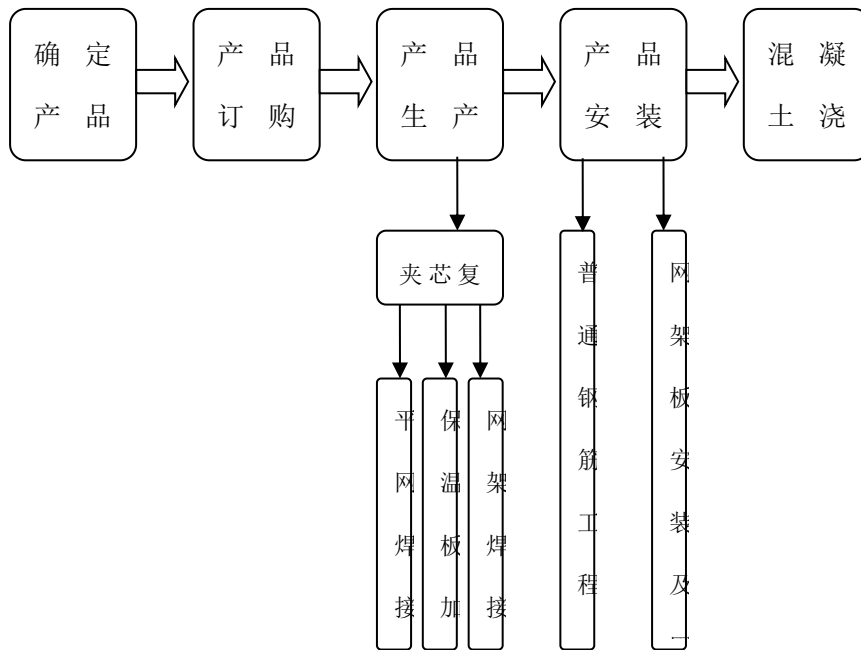 确定
产品
产品
订购
产品
生产
产品
安装
混凝
土浇
夹芯复
平网焊接
保温板加
网架焊接
普通钢筋工程
网架板安装及